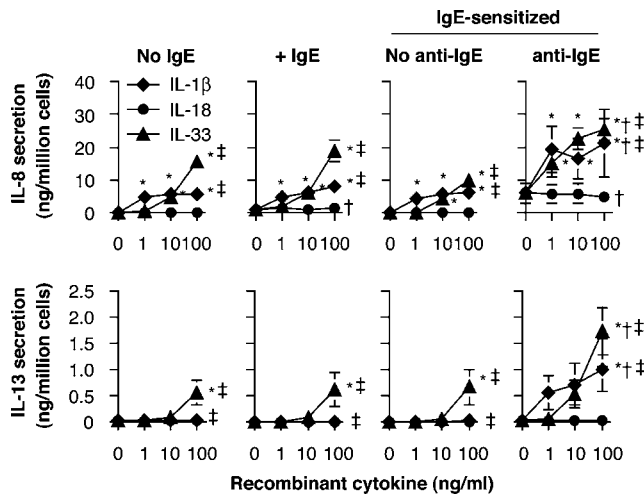 IgE-sensitized
No IgE + IgE No anti-IgE anti-IgE
IL-8 secretion
(ng/million cells)
40
30
20
10
0
IL-1β
IL-18
IL-33
*‡
*‡
* * *
*‡
*‡
†
* * *
*‡
*‡
* * *
*†‡
*†‡
†
* * * *
0 1 10 100 0 1 10 100 0 1 10 100 0 1 10 100
IL-13 secretion
(ng/million cells)
2.5
2.0
1.5
1.0
0.5
0
*‡
‡
*‡
‡
*‡
‡
*†‡
*†‡
0 1 10 100 0 1 10 100 0 1 10 100 0 1 10 100
Recombinant cytokine (ng/ml)